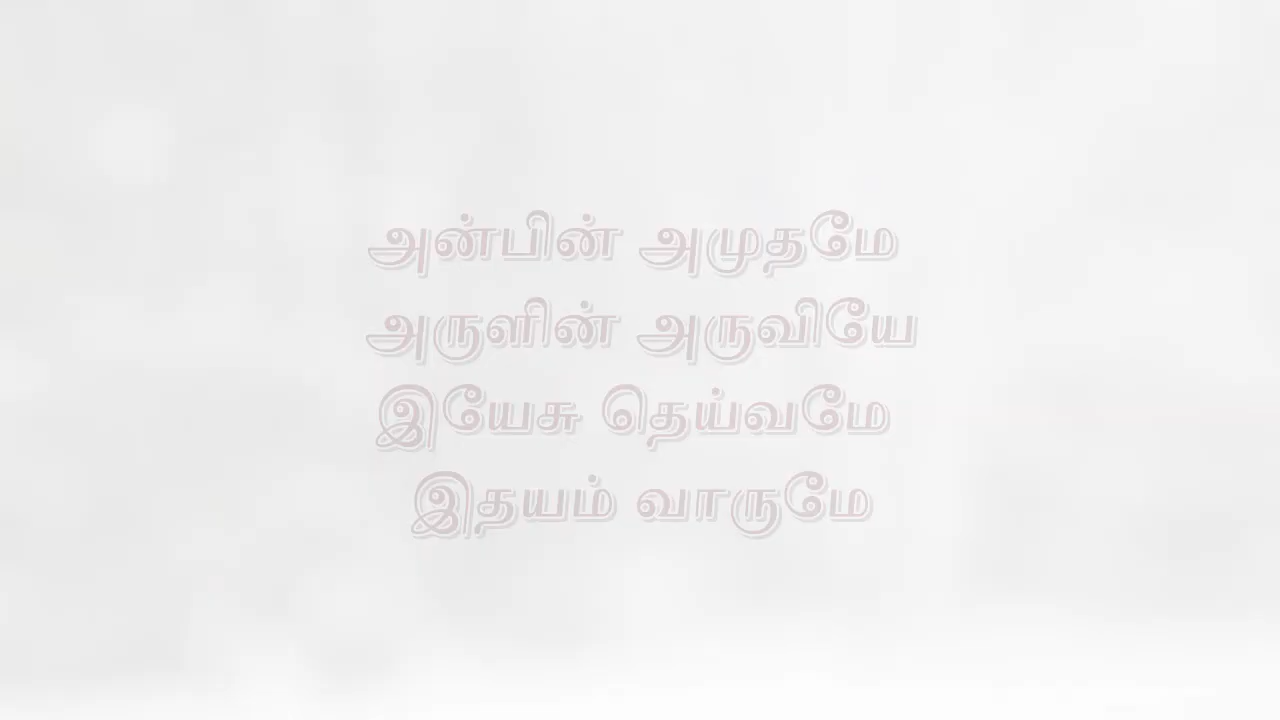 அன்பின் அமுதமே
அருளின் அருவியே
இயேசு தெய்வமே
இதயம் வாருமே